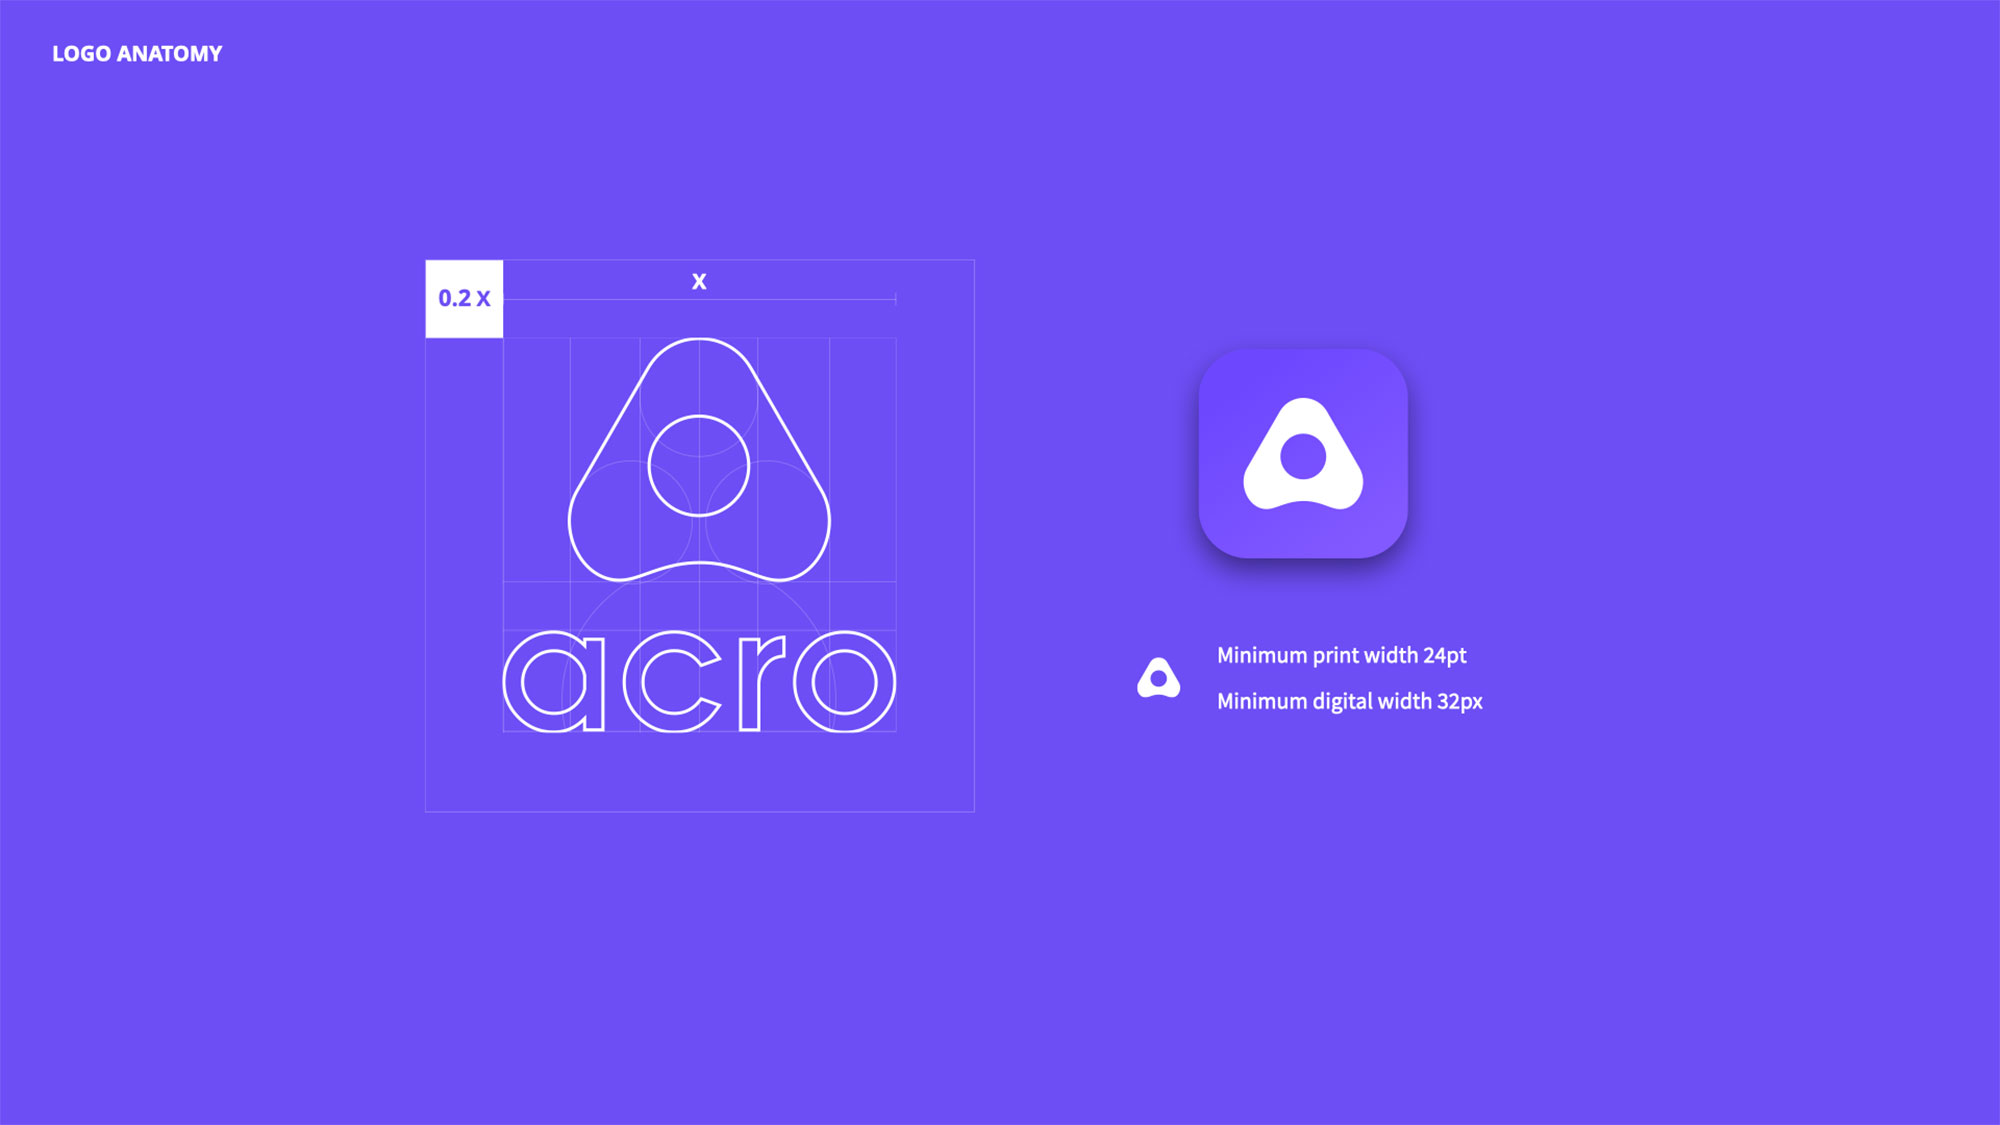 LOGO ANATOMY
0.2 X
X
acro
Minimum print width 24pt
Minimum digital width 32px